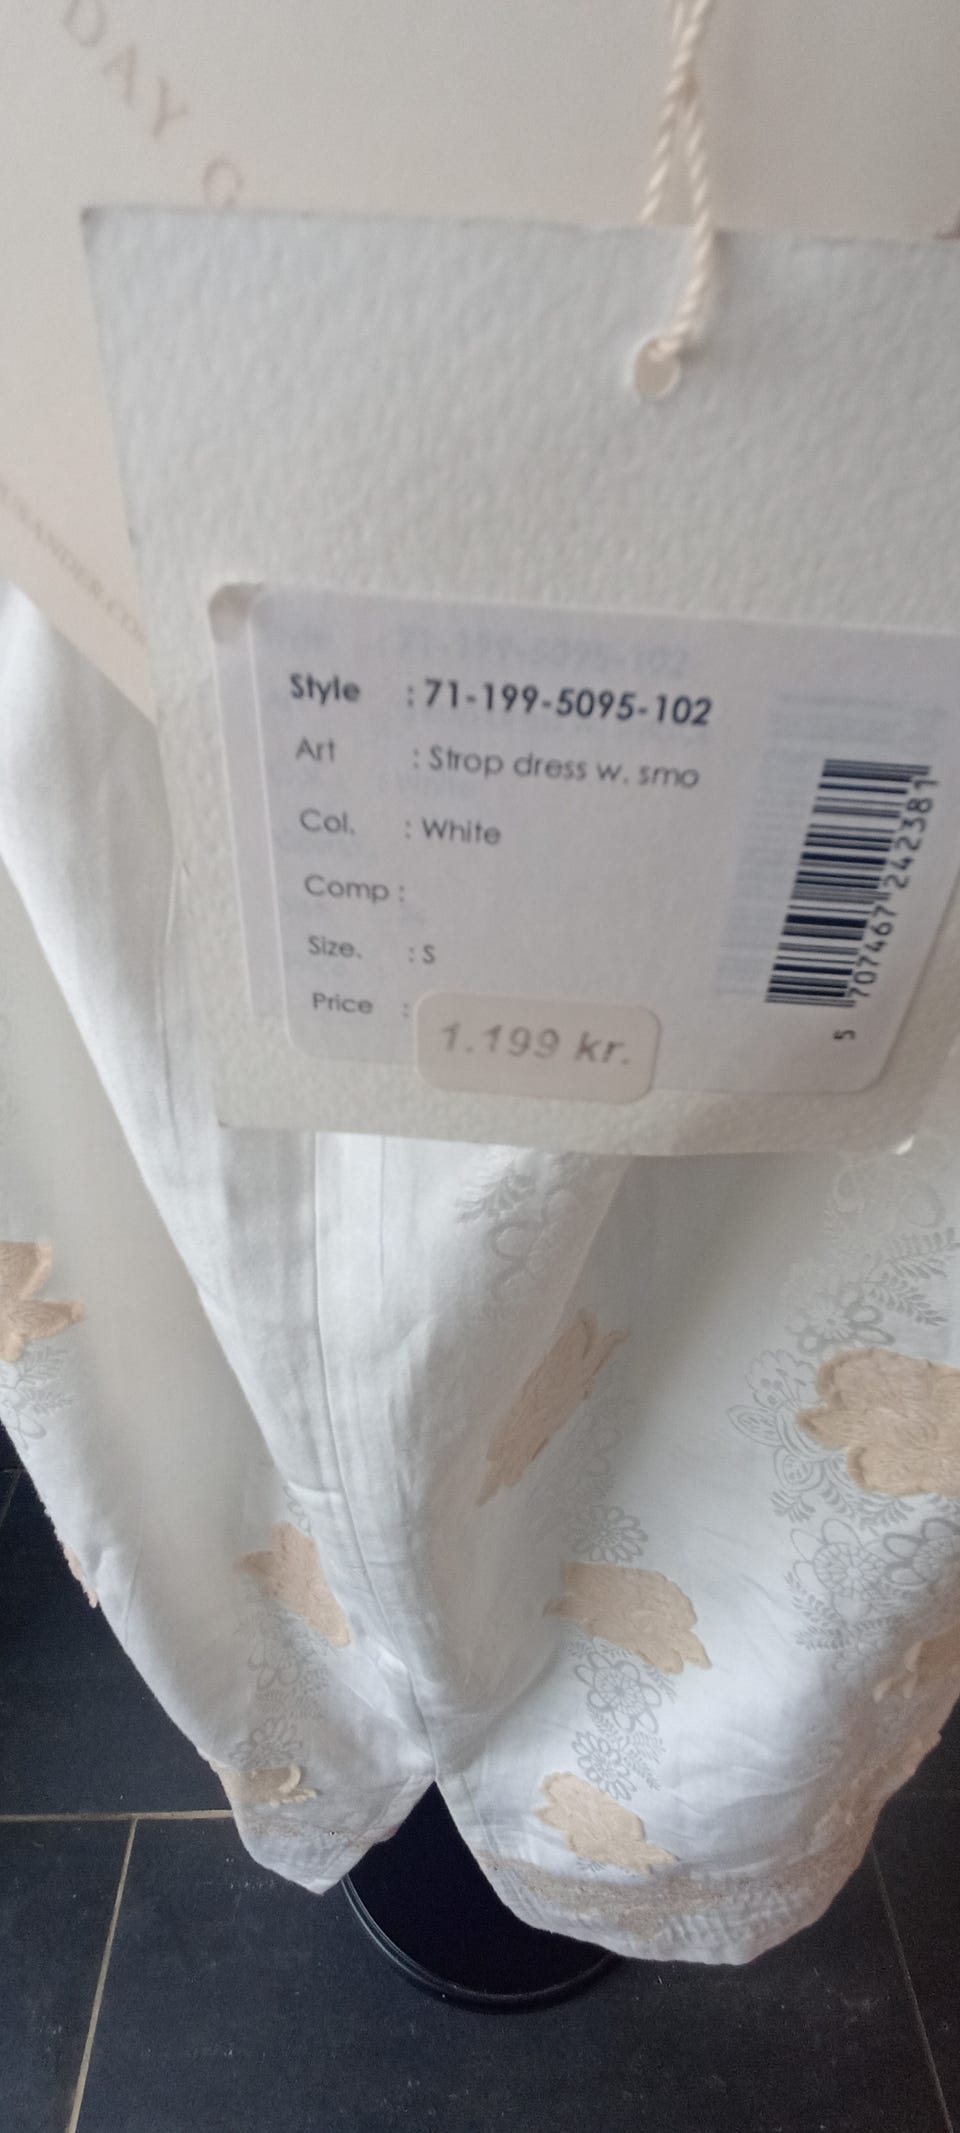 DAY
Style : 71-199-5095-102
Art : Strop dress w. smo
Col. : White
Comp :
Size. : S
Price :
1.199 kr.
5 707467 242381